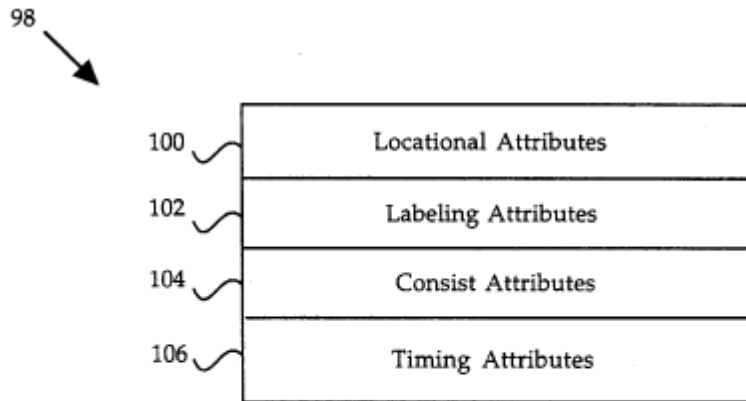 98
100 Locational Attributes
102 Labeling Attributes
104 Consist Attributes
106 Timing Attributes